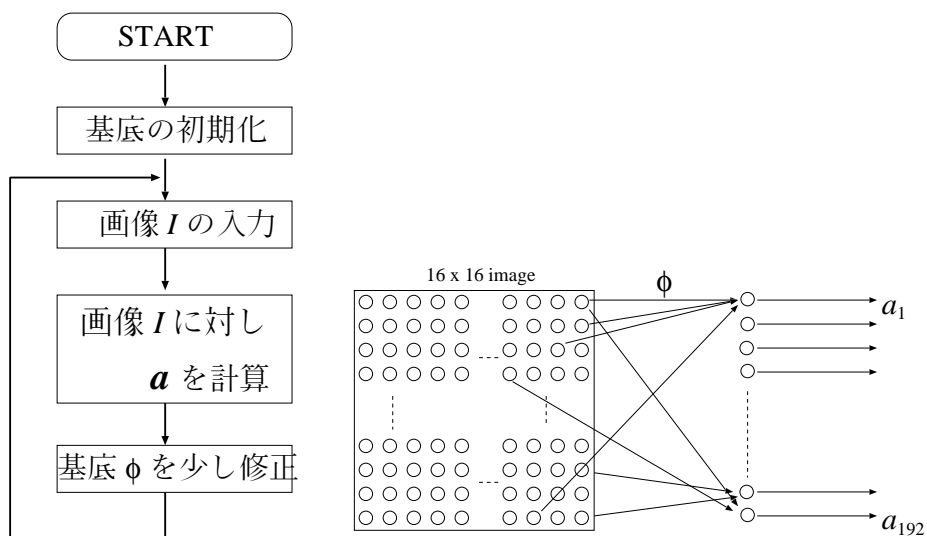 START
基底の初期化
画像 I の入力
画像 I に対し
a を計算
基底 φ を少し修正
16 x 16 image
φ
a1
a192